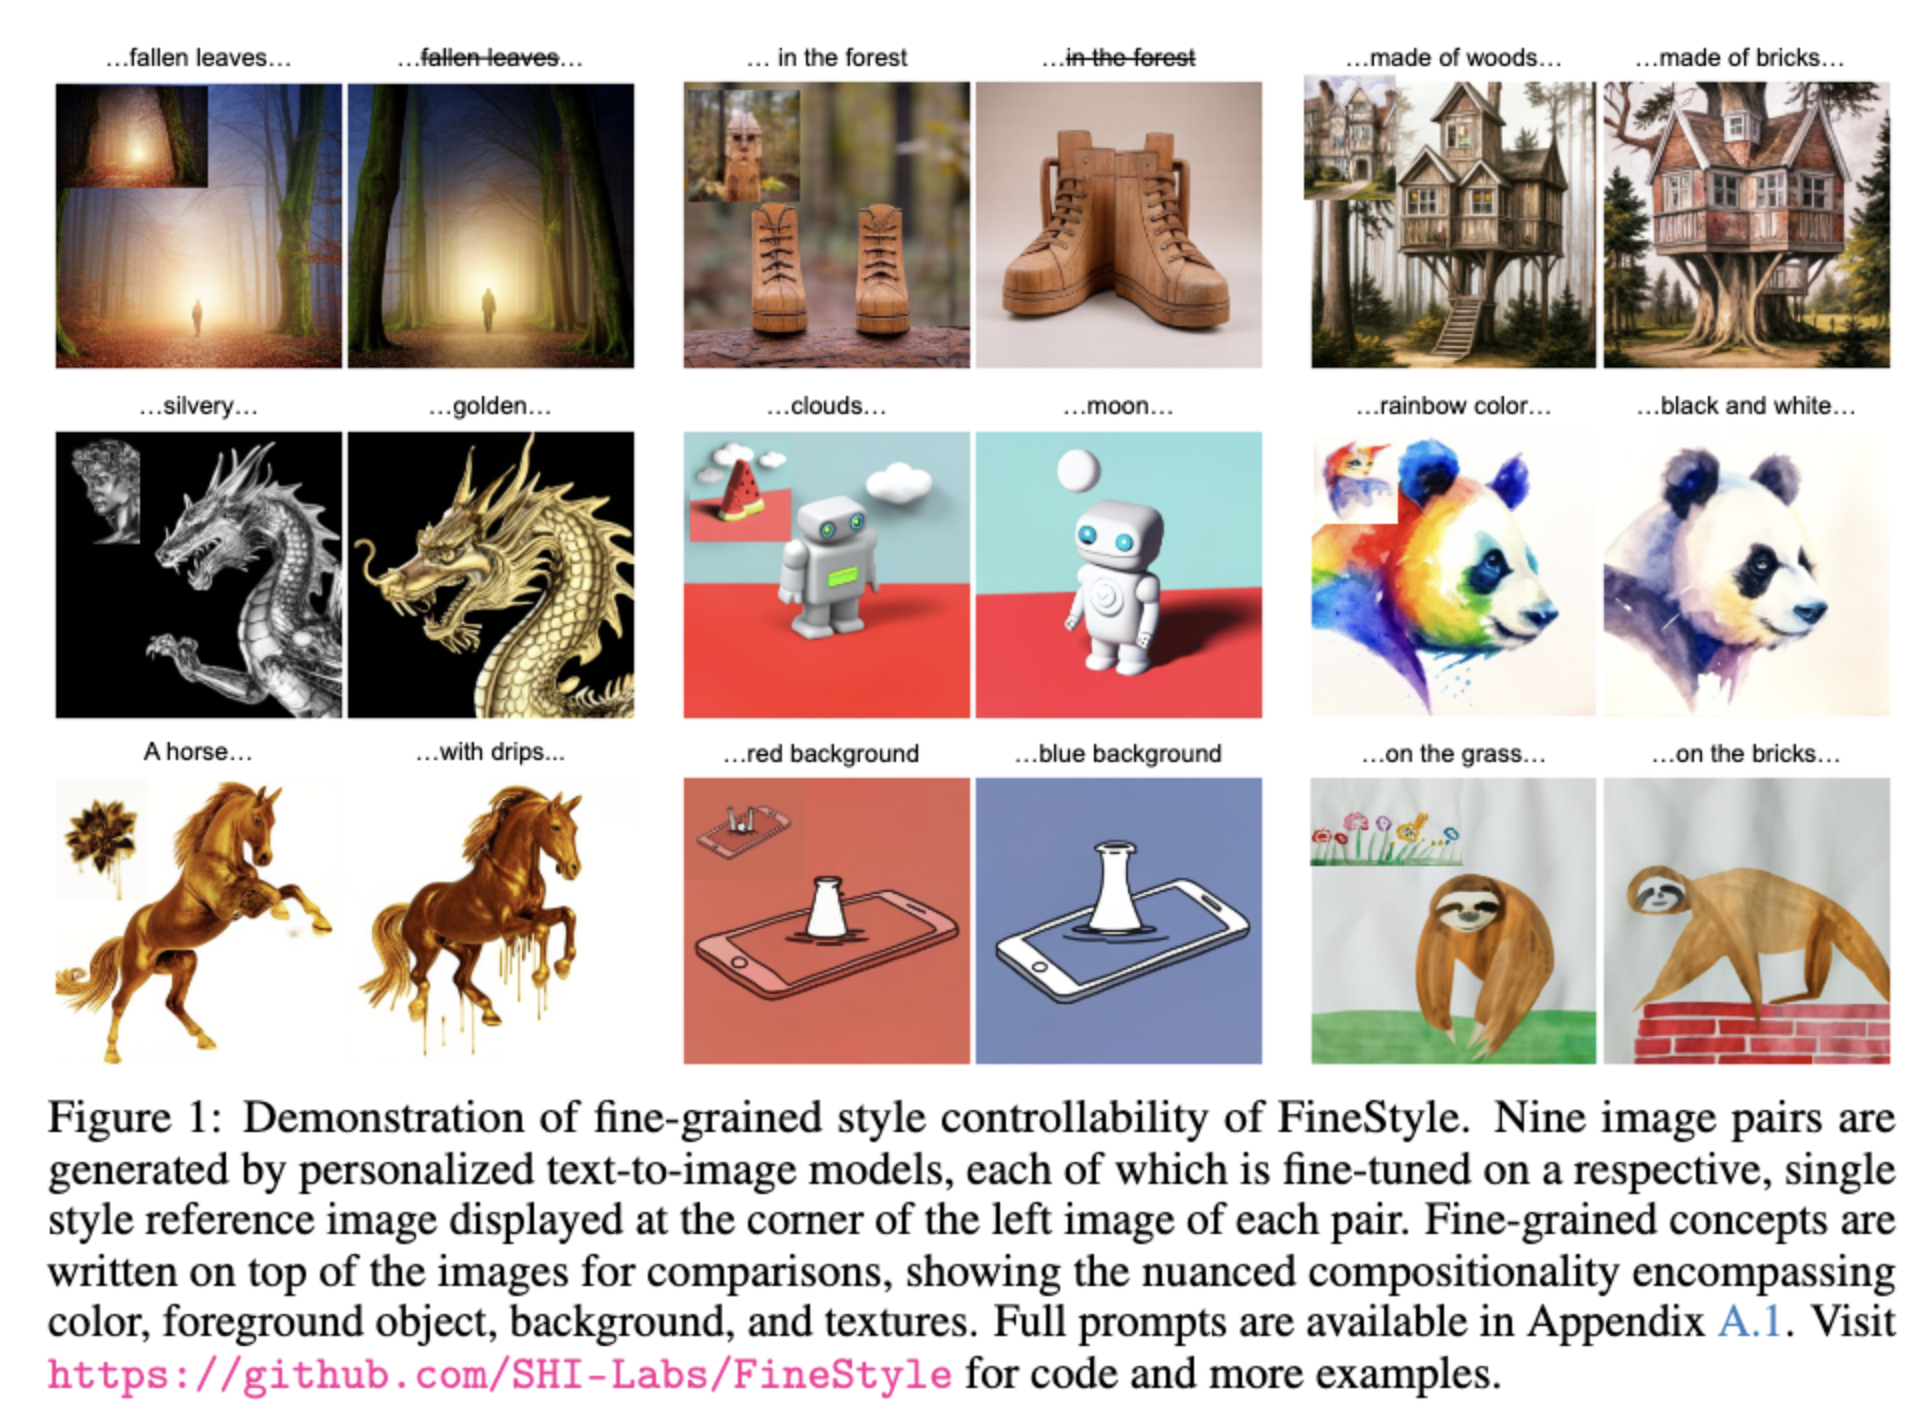 ...fallen leaves... ...fallen leaves... ... in the forest ...in the forest ...made of woods... ...made of bricks...
...silvery... ...golden... ...clouds... ...moon... ...rainbow color... ...black and white...
A horse... ...with drips... ...red background ...blue background ...on the grass... ...on the bricks...
Figure 1: Demonstration of fine-grained style controllability of FineStyle. Nine image pairs are
generated by personalized text-to-image models, each of which is fine-tuned on a respective, single
style reference image displayed at the corner of the left image of each pair. Fine-grained concepts are
written on top of the images for comparisons, showing the nuanced compositionality encompassing
color, foreground object, background, and textures. Full prompts are available in Appendix A.1. Visit
https://github.com/SHI-Labs/FineStyle for code and more examples.